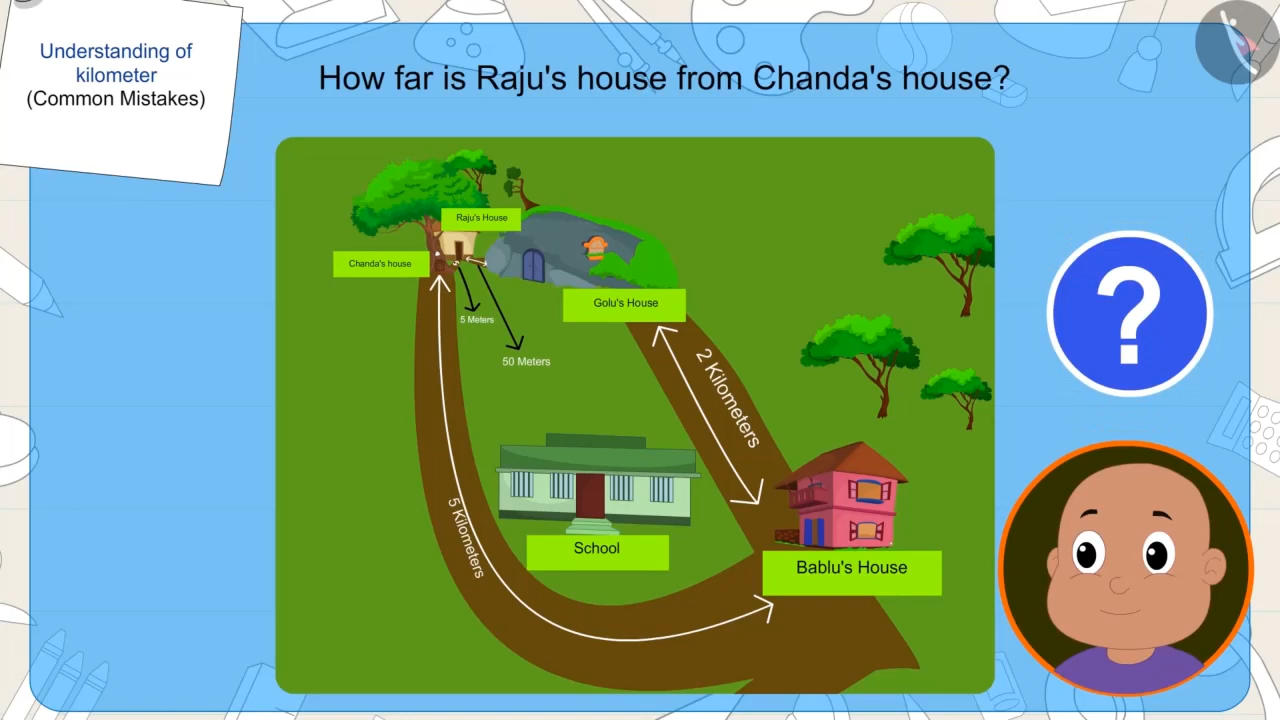 Understanding of
kilometer
(Common Mistakes)
How far is Raju's house from Chanda's house?
Raju's House
Chanda's house
Golu's House
5 Meters
50 Meters
2 Kilometers
5 Kilometers
School
Bablu's House
?